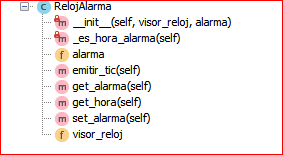 C RelojAlarma
m __init__(self, visor_reloj, alarma)
m _es_hora_alarma(self)
f alarma
m emitir_tic(self)
m get_alarma(self)
m get_hora(self)
m set_alarma(self)
f visor_reloj